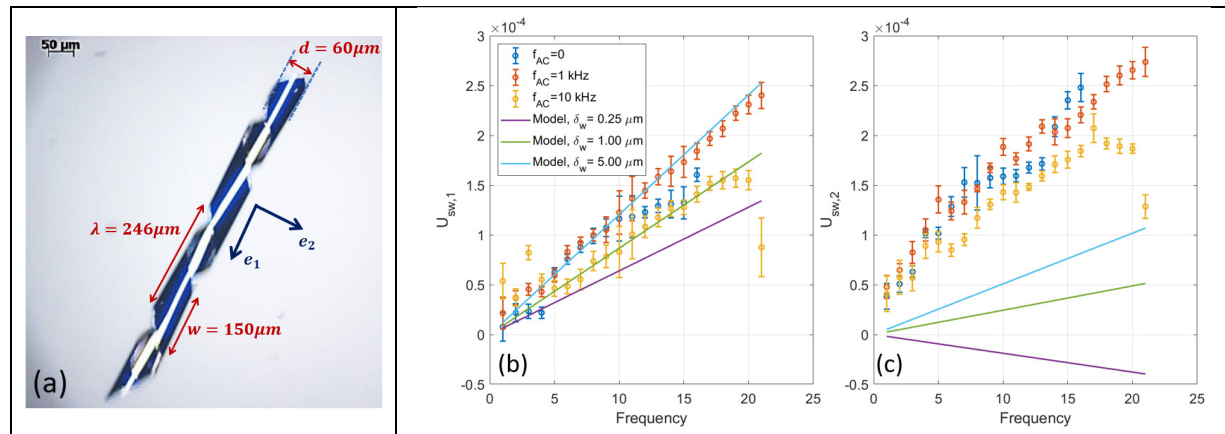 50 µm
d = 60µm
λ = 246µm
e₁
e₂
w = 150µm
(a)
×10⁻⁴
U_sw,1
3
2.5
2
1.5
1
0.5
0
-0.5
0 5 10 15 20 25
Frequency
f_AC=0
f_AC=1 kHz
f_AC=10 kHz
Model, δ_w = 0.25 µm
Model, δ_w = 1.00 µm
Model, δ_w = 5.00 µm
(b)
×10⁻⁴
U_sw,2
3
2.5
2
1.5
1
0.5
0
-0.5
0 5 10 15 20 25
Frequency
(c)